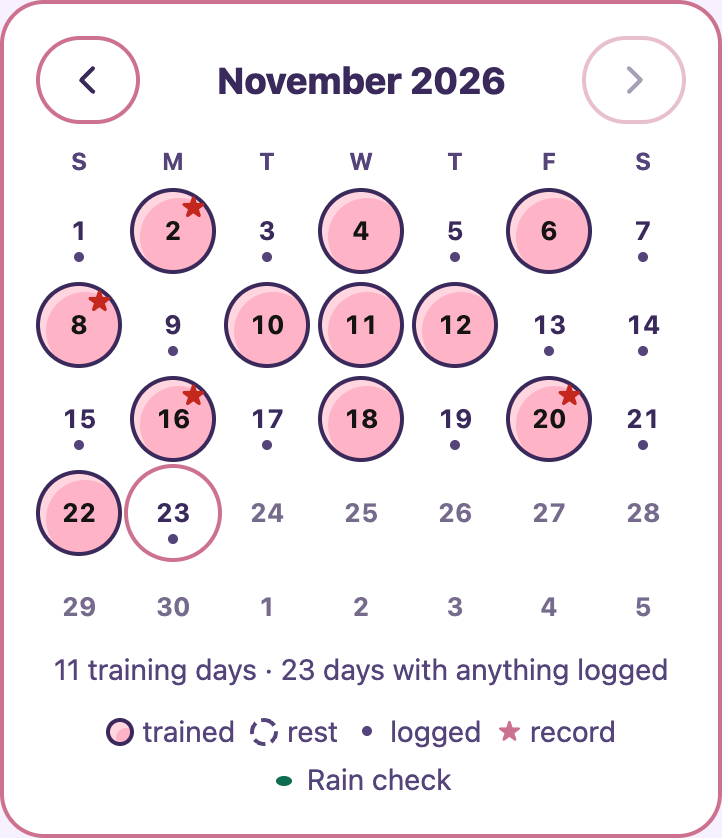 November 2026
S M T W T F S
1 2 3 4 5 6 7
8 9 10 11 12 13 14
15 16 17 18 19 20 21
22 23 24 25 26 27 28
29 30 1 2 3 4 5
11 training days · 23 days with anything logged
trained rest logged record
Rain check